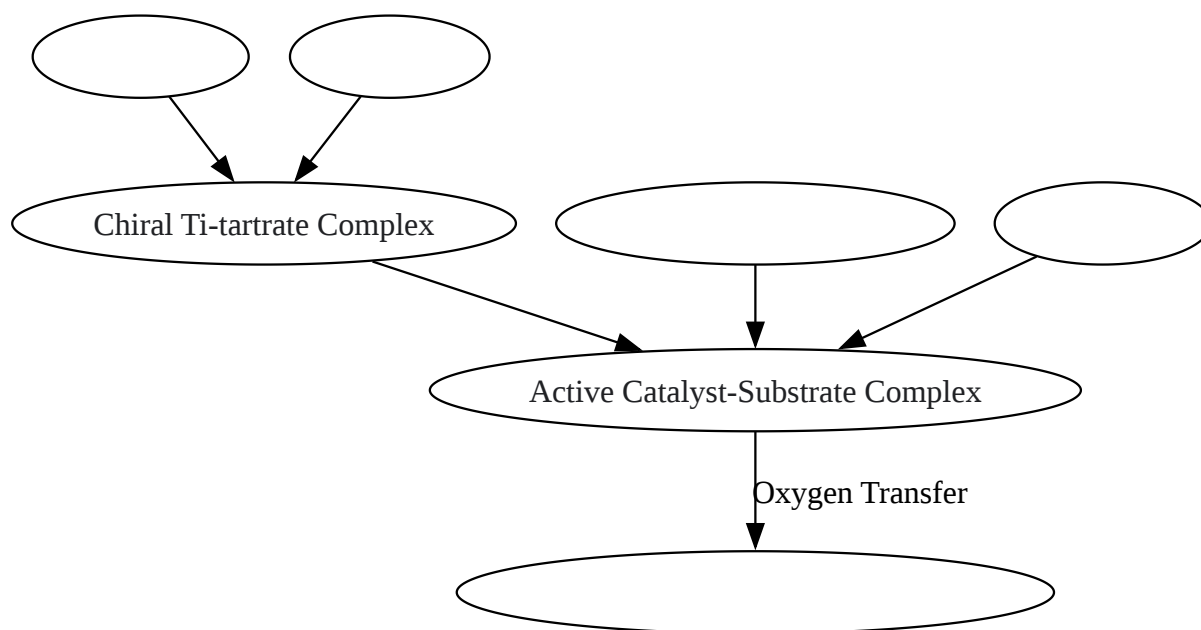 Chiral Ti-tartrate Complex
Active Catalyst-Substrate Complex
Oxygen Transfer